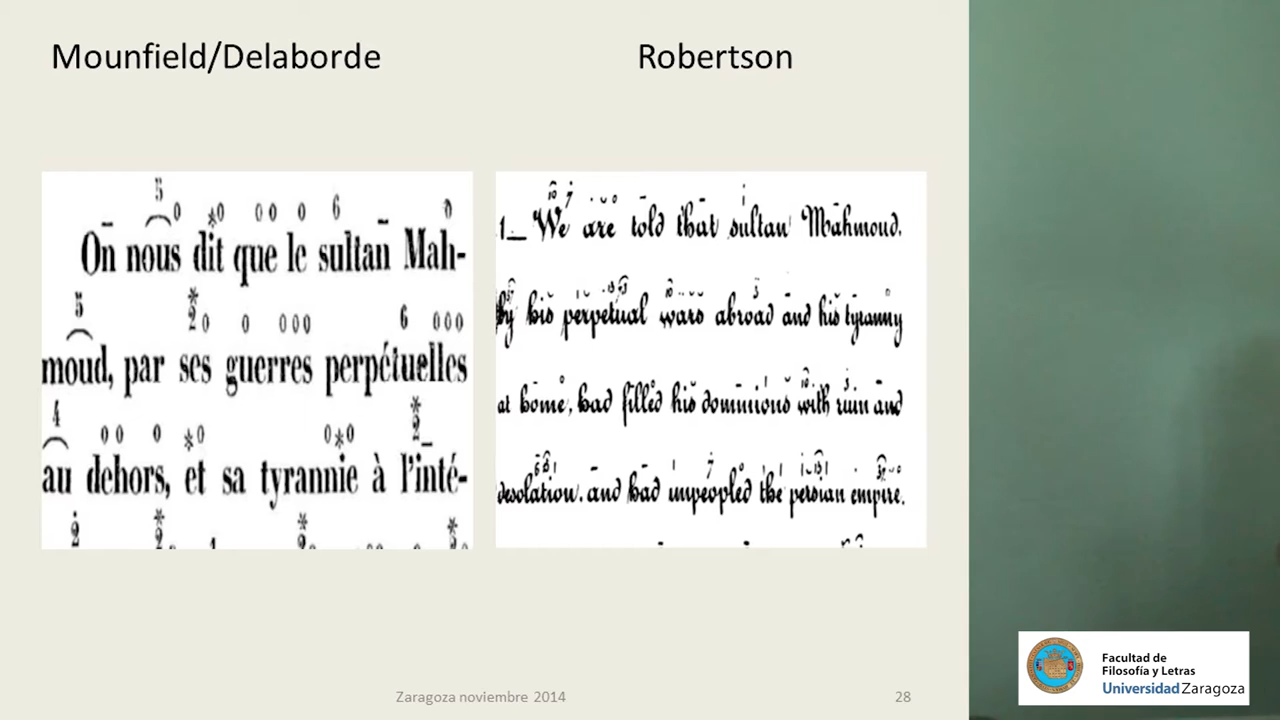 Mounfield/Delaborde
Robertson
On nous dit que le sultan Mah-
moud, par ses guerres perpétuelles
au dehors, et sa tyrannie à l'inté-
1_ We are told that sultan Mahmoud.
by his perpetual wars abroad and his tyranny
at home, had filled his dominions with ruin and
desolation. and had unpeopled the persian empire.
Zaragoza noviembre 2014
28
Facultad de
Filosofía y Letras
Universidad Zaragoza